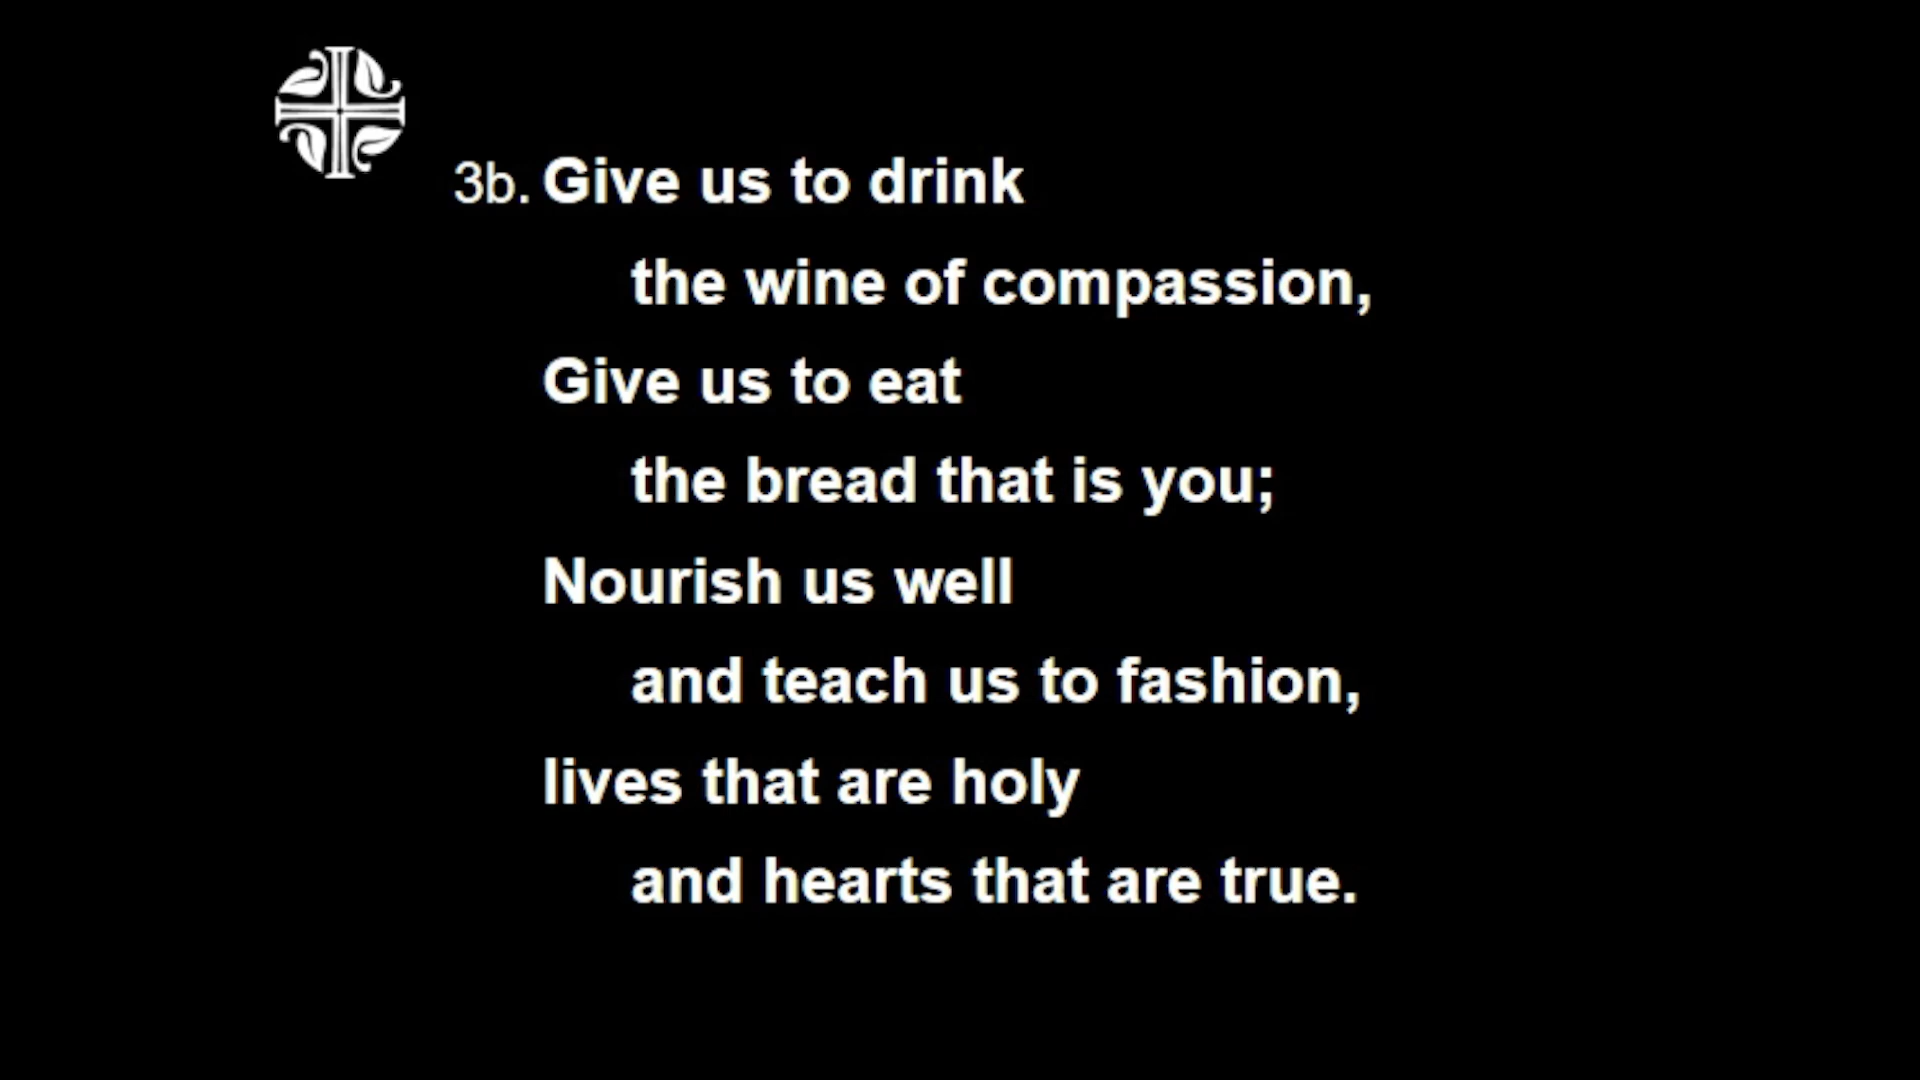 3b. Give us to drink
the wine of compassion,
Give us to eat
the bread that is you;
Nourish us well
and teach us to fashion,
lives that are holy
and hearts that are true.